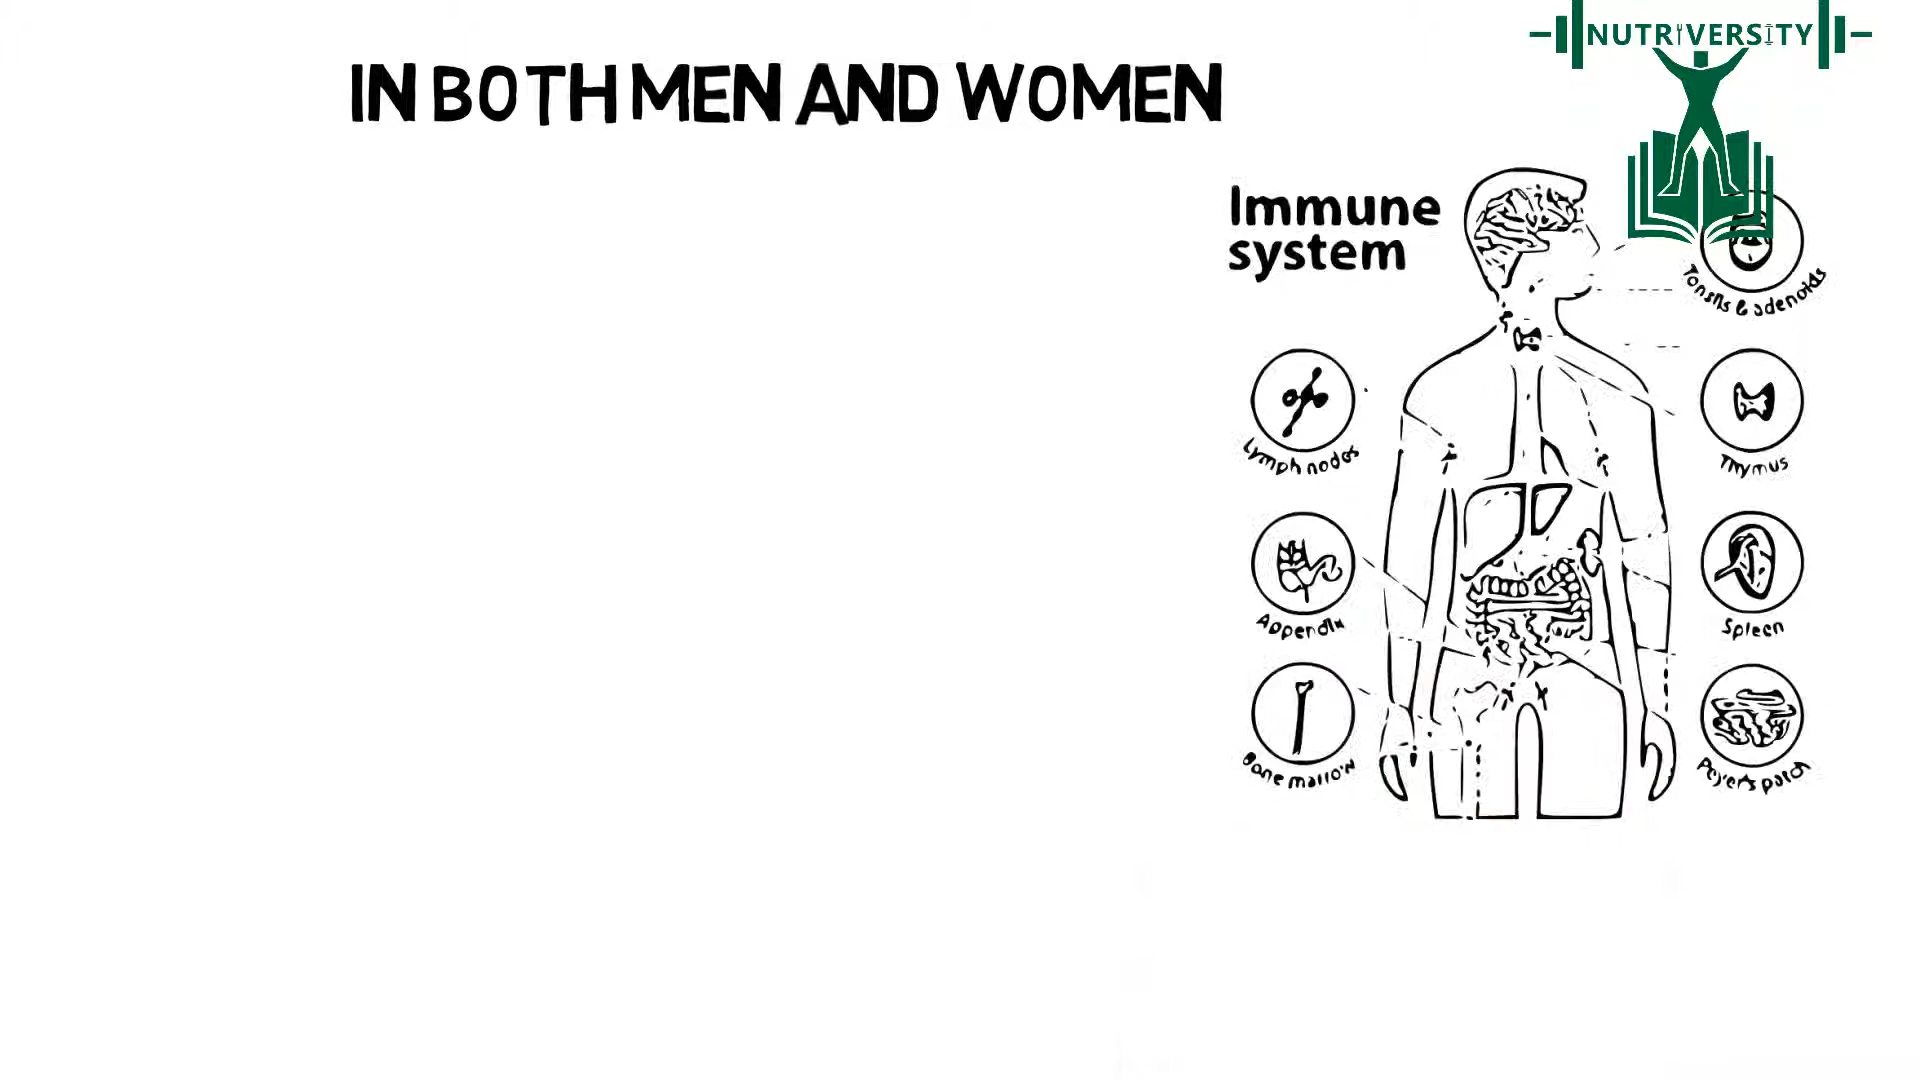 NUTRIVERSITY
IN BOTH MEN AND WOMEN
Immune
system
Tonsils & adenoids
Lymph nodes
Thymus
Appendix
Spleen
Bone marrow
Peyer's patch